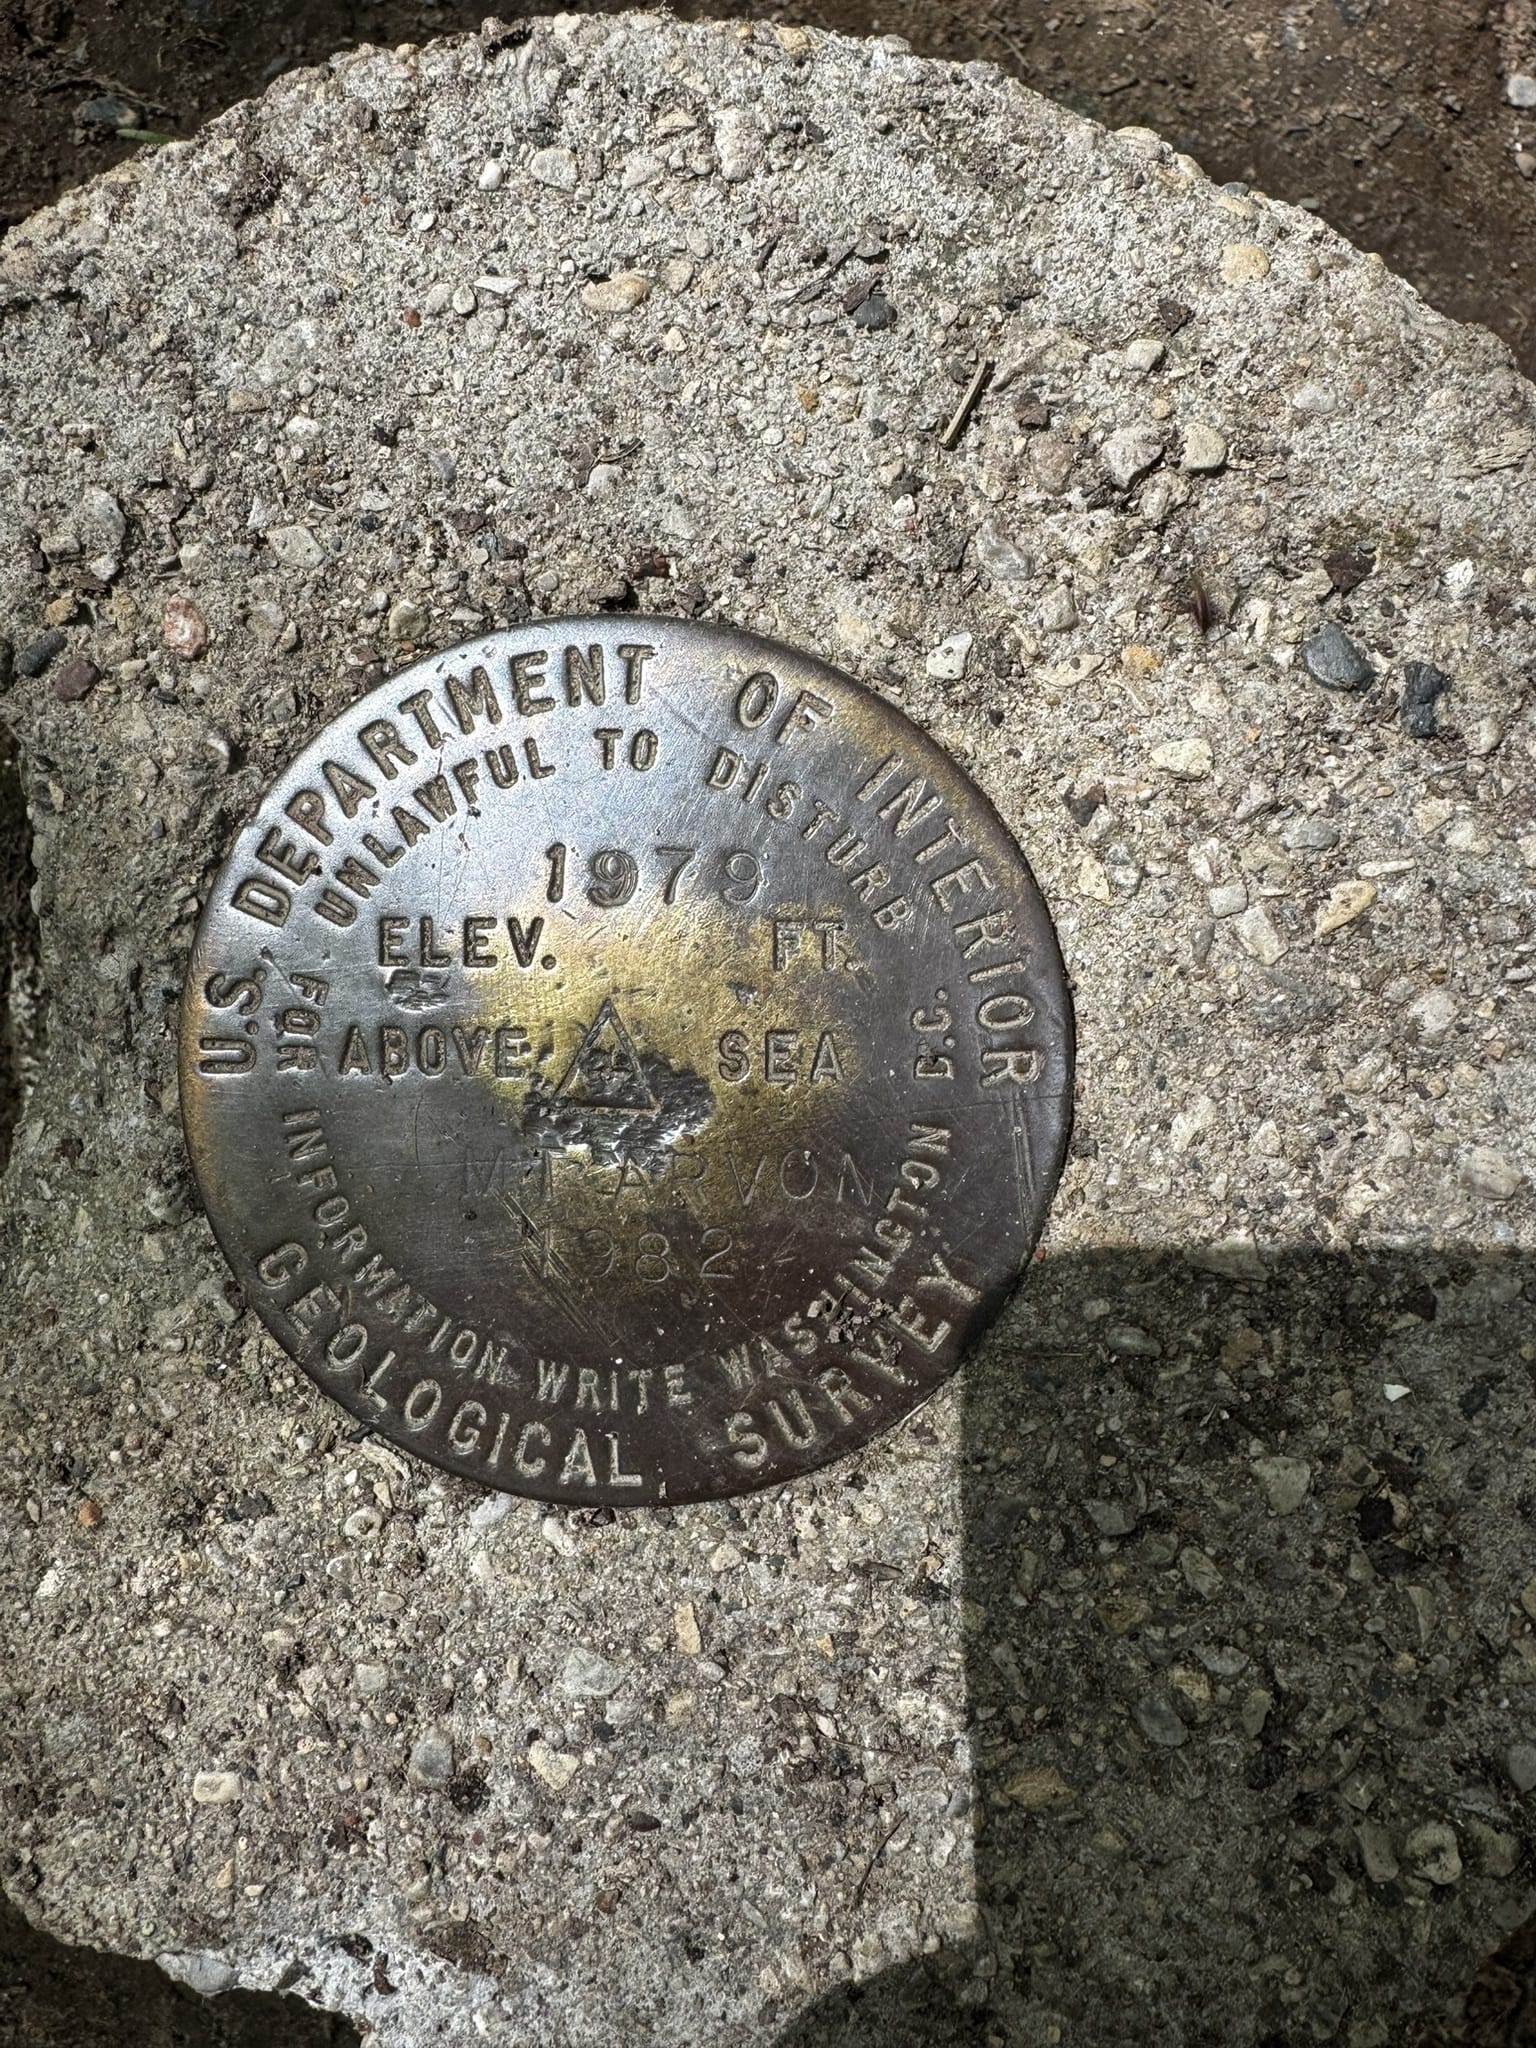 U.S. DEPARTMENT OF INTERIOR
UNLAWFUL TO DISTURB
1979
ELEV. FT.
ABOVE SEA
MT ARVON
1982
FOR INFORMATION WRITE WASHINGTON D.C.
GEOLOGICAL SURVEY